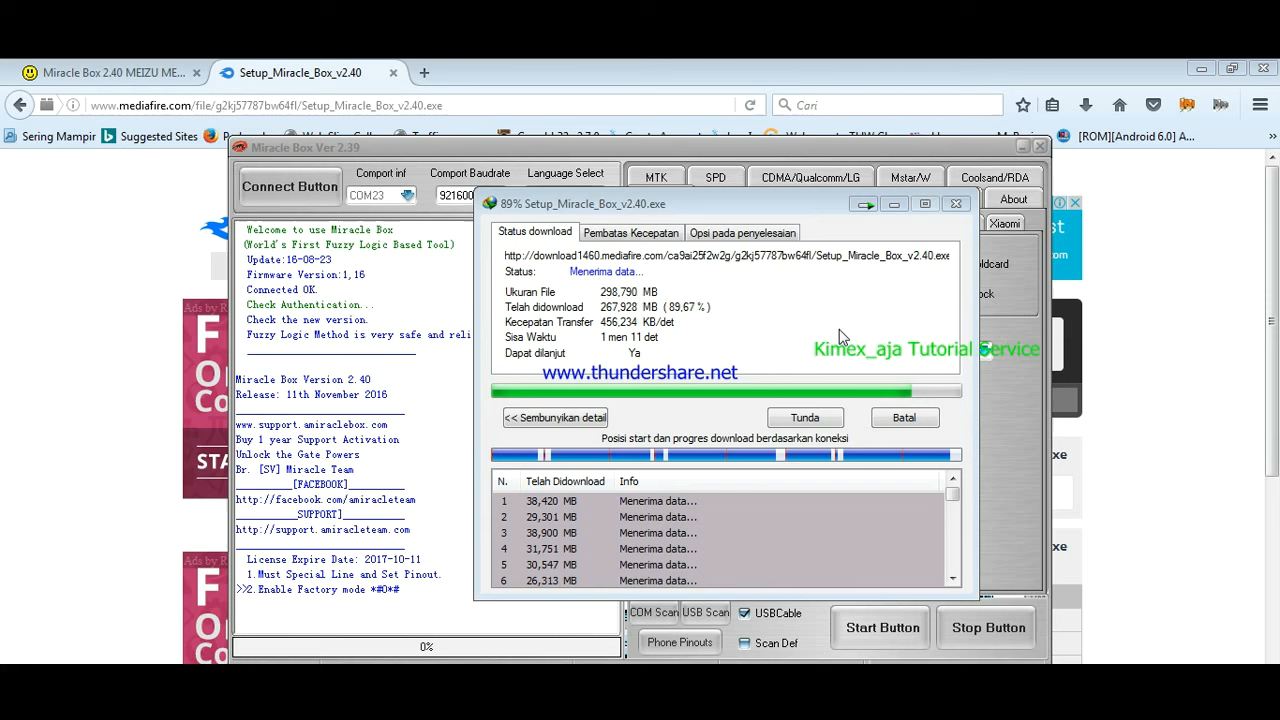 Miracle Box 2.40 MEIZU ME...
Setup_Miracle_Box_v2.40
www.mediafire.com/file/g2kj57787bw64fl/Setup_Miracle_Box_v2.40.exe
Cari
Sering Mampir
Suggested Sites
[ROM][Android 6.0] A...
Miracle Box Ver 2.39
Connect Button
Comport inf
Comport Baudrate
Language Select
COM23
921600
MTK
SPD
CDMA/Qualcomm/LG
Mstar/W
Coolsand/RDA
About
Xiaomi
Welcome to use Miracle Box
(World's First Fuzzy Logic Based Tool)
Update:16-08-23
Firmware Version:1,16
Connected OK.
Check Authentication...
Check the new version.
Fuzzy Logic Method is very safe and reli
Miracle Box Version 2.40
Release: 11th November 2016
www.support.amiraclebox.com
Buy 1 year Support Activation
Unlock the Gate Powers
Br. [SV] Miracle Team
[FACEBOOK]
http://facebook.com/amiracleteam
SUPPORT]
http://support.amiracleteam.com
License Expire Date: 2017-10-11
1.Must Special Line and Set Pinout.
>>2.Enable Factory mode *#0*#
0%
89% Setup_Miracle_Box_v2.40.exe
Status download
Pembatas Kecepatan
Opsi pada penyelesaian
http://download1460.mediafire.com/ca9ai25f2w2g/g2kj57787bw64fl/Setup_Miracle_Box_v2.40.exe
Status: Menerima data...
Ukuran File 298,790 MB
Telah didownload 267,928 MB ( 89,67 % )
Kecepatan Transfer 456,234 KB/det
Sisa Waktu 1 men 11 det
Dapat dilanjut Ya
Kimex_aja Tutorial Service
www.thundershare.net
<< Sembunyikan detail
Tunda
Batal
Posisi start dan progres download berdasarkan koneksi
N. Telah Didownload Info
1 38,420 MB Menerima data...
2 29,301 MB Menerima data...
3 38,900 MB Menerima data...
4 31,751 MB Menerima data...
5 30,547 MB Menerima data...
6 26,313 MB Menerima data...
COM Scan
USB Scan
USBCable
Phone Pinouts
Scan Def
Start Button
Stop Button